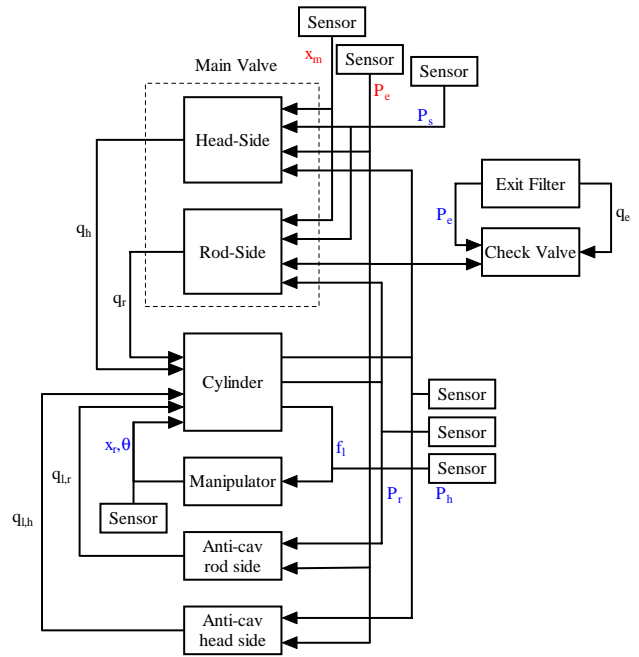 Sensor
x_m
Sensor
Main Valve
Sensor
P_e
P_s
Head-Side
Exit Filter
P_e
q_e
q_h
Rod-Side
Check Valve
q_r
Cylinder
Sensor
Sensor
x_r,θ
f_l
Sensor
q_l,r
Manipulator
P_r
P_h
q_l,h
Sensor
Anti-cav
rod side
Anti-cav
head side